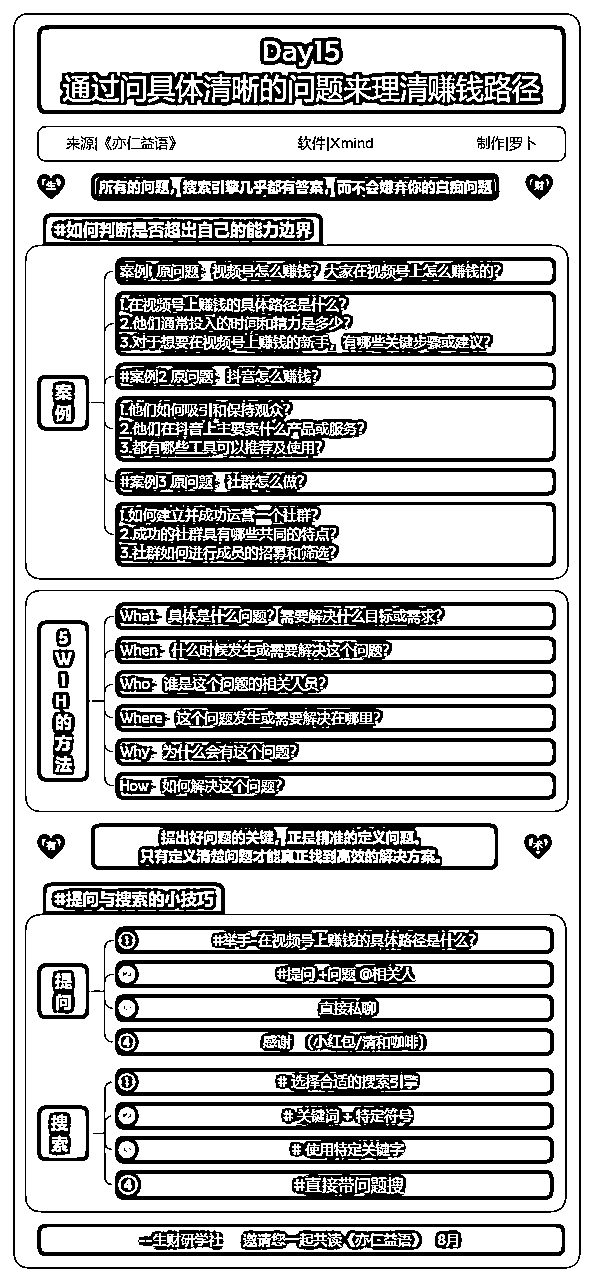 Day15
通过问具体清晰的问题来理清赚钱路径
来源|《亦仁益语》 软件|Xmind 制作|罗卜
「生」 所有的问题，搜索引擎几乎都有答案，而不会嫌弃你的白痴问题 「财」
#如何判断是否超出自己的能力边界
案例
案例1 原问题- 视频号怎么赚钱？大家在视频号上怎么赚钱的？
1.在视频号上赚钱的具体路径是什么？
2.他们通常投入的时间和精力是多少？
3.对于想要在视频号上赚钱的新手，有哪些关键步骤或建议？
#案例2 原问题- 抖音怎么赚钱？
1.他们如何吸引和保持观众？
2.他们在抖音上主要卖什么产品或服务？
3.都有哪些工具可以推荐及使用？
#案例3 原问题- 社群怎么做？
1.如何建立并成功运营一个社群？
2.成功的社群具有哪些共同的特点？
3.社群如何进行成员的招募和筛选？
5W1H的方法
What- 具体是什么问题？需要解决什么目标或需求？
When- 什么时候发生或需要解决这个问题？
Who- 谁是这个问题的相关人员？
Where- 这个问题发生或需要解决在哪里？
Why- 为什么会有这个问题？
How- 如何解决这个问题？
「有」 提出好问题的关键，正是精准的定义问题。
只有定义清楚问题才能真正找到高效的解决方案。 「术」
#提问与搜索的小技巧
提问
① #举手-在视频号上赚钱的具体路径是什么？
#提问+问题 @相关人
直接私聊
④ 感谢 （小红包/请和咖啡）
搜索
① # 选择合适的搜索引擎
# 关键词 + 特定符号
# 使用特定关键字
④ #直接带问题搜
一生财研学社 邀请您一起共读《亦仁益语》 8月